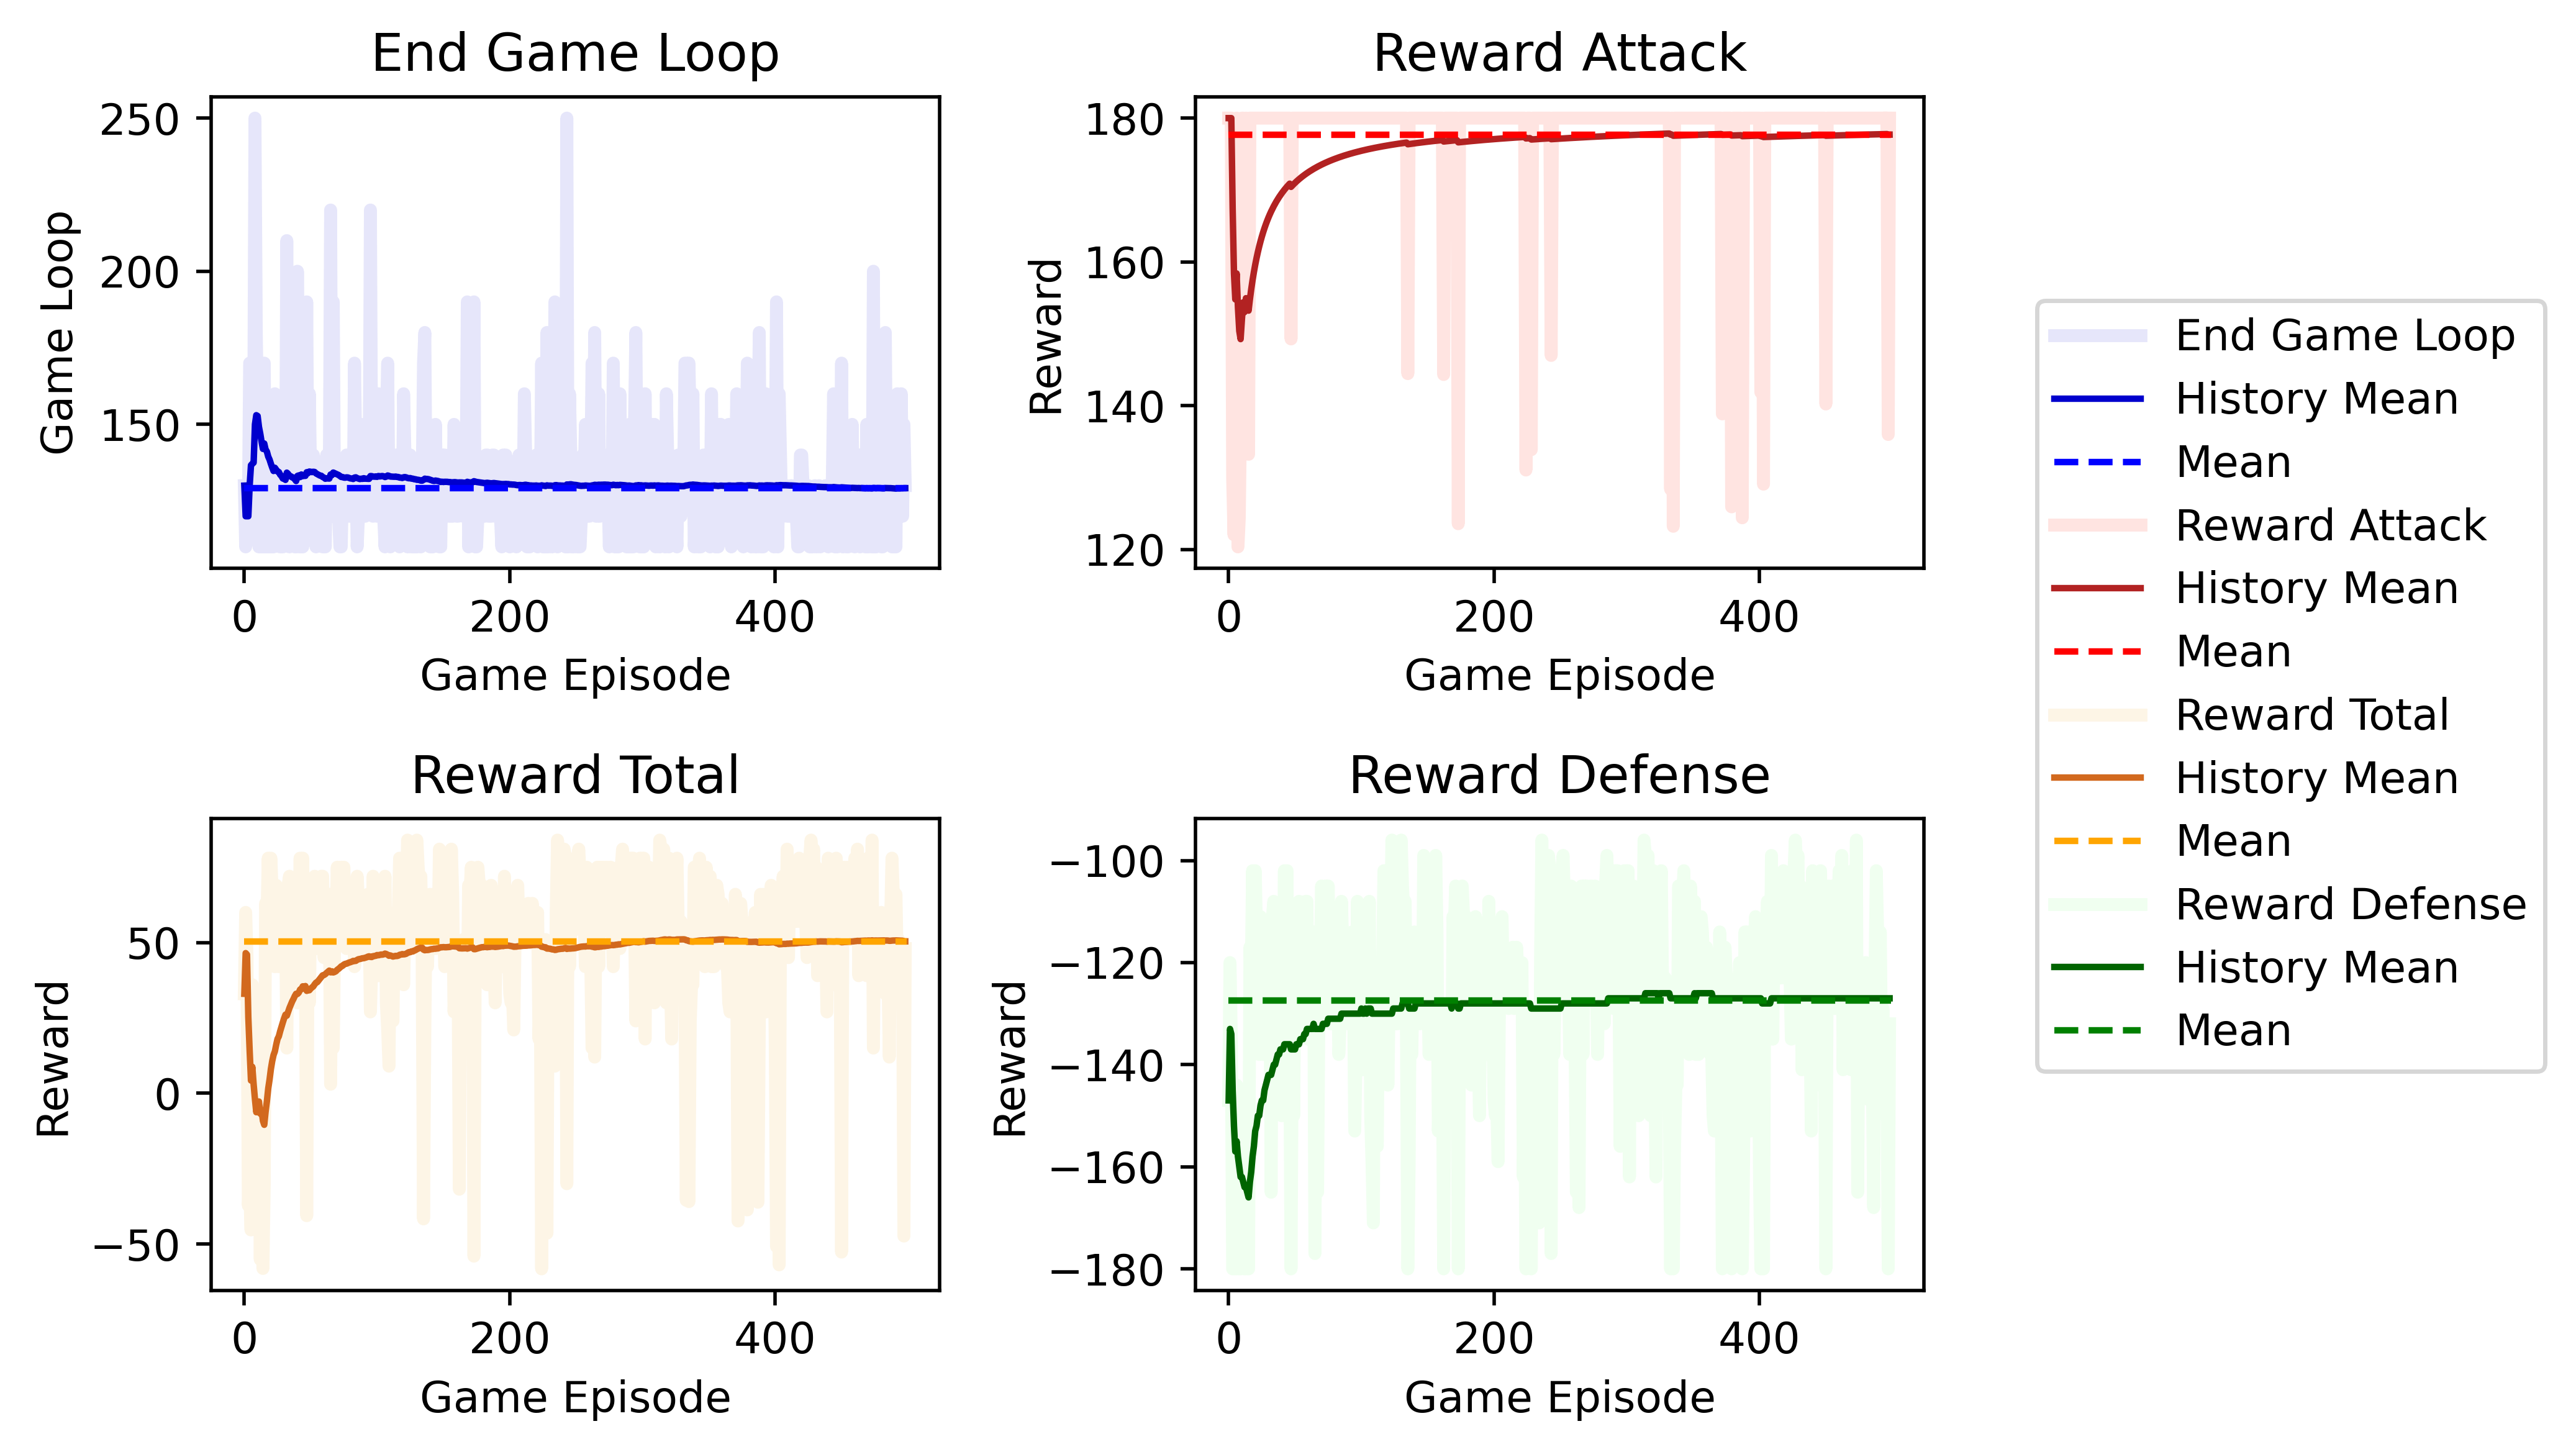 End Game Loop
250
200
150
Game Loop
0 200 400
Game Episode
Reward Attack
180
160
140
120
Reward
0 200 400
Game Episode
Reward Total
50
0
−50
Reward
0 200 400
Game Episode
Reward Defense
−100
−120
−140
−160
−180
Reward
0 200 400
Game Episode
End Game Loop
History Mean
Mean
Reward Attack
History Mean
Mean
Reward Total
History Mean
Mean
Reward Defense
History Mean
Mean